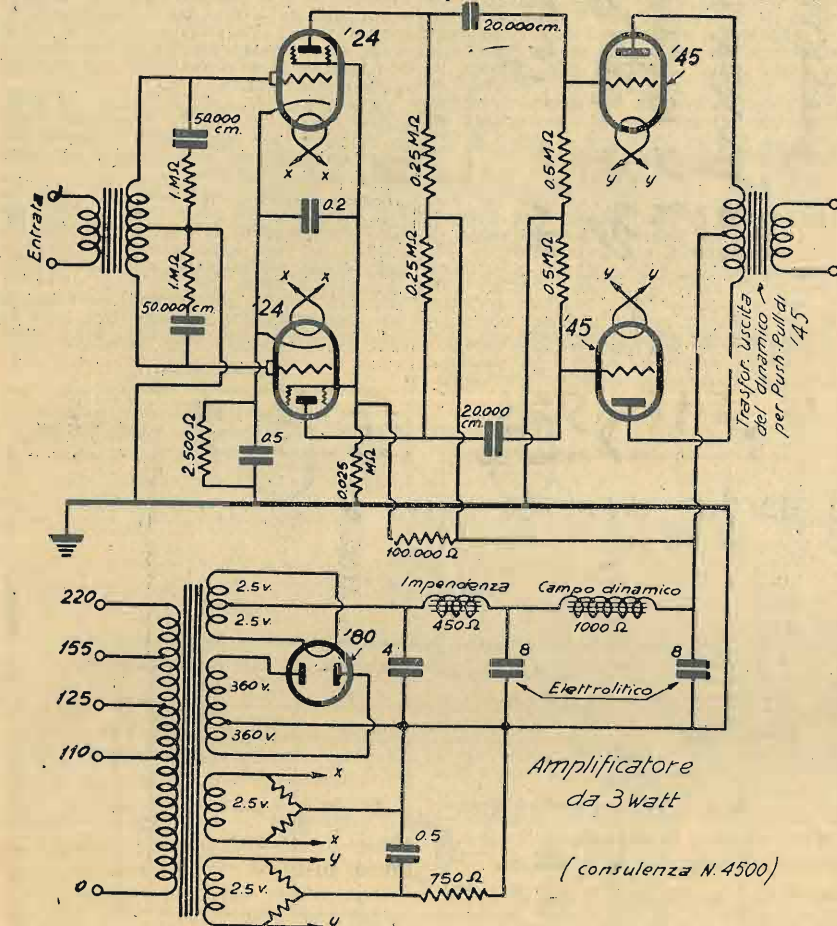 '24
20.000 cm.
'45
50.000
cm.
1 MΩ
x x
0.25 MΩ
0.5 MΩ
y y
Entrata
0.2
1 MΩ
50.000 cm.
x x
'24
0.25 MΩ
0.5 MΩ
y y
'45
Trasfor. uscita
del dinamico
per Push-Pull di
'45
20.000
cm.
2.500 Ω
0.5
0.025
MΩ
100.000 Ω
220
155
125
110
0
2.5 v.
2.5 v.
'80
360 v.
360 v.
2.5 v.
x
x
y
2.5 v.
y
Impendenza
450 Ω
Campo dinamico
1000 Ω
4
8
8
Elettrolitico
0.5
750 Ω
Amplificatore
da 3 watt
(consulenza N. 4500)